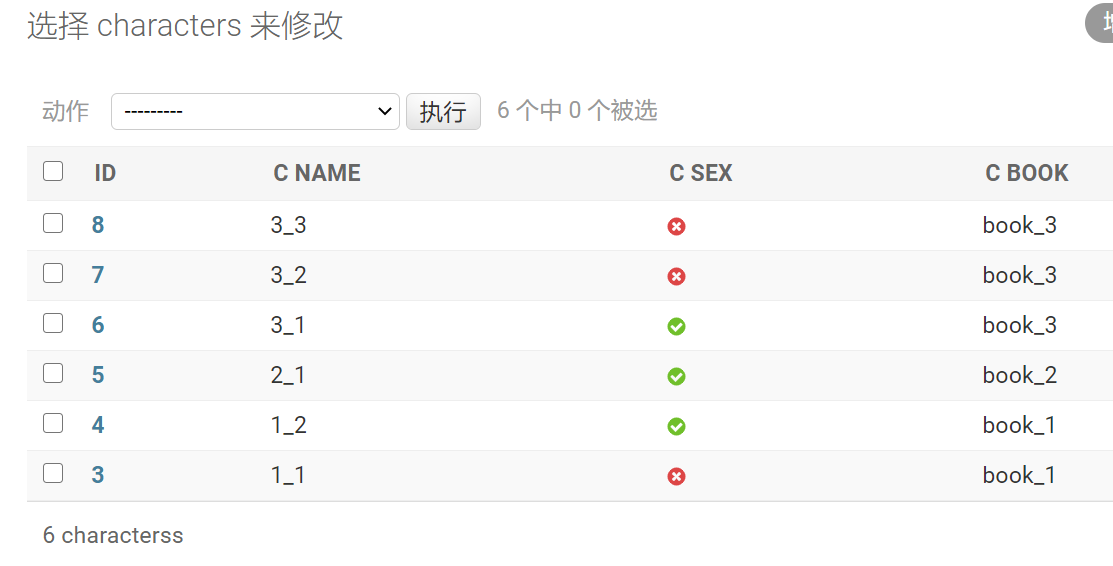 选择 characters 来修改
动作 --------- 执行 6 个中 0 个被选
ID C NAME C SEX C BOOK
8 3_3 book_3
7 3_2 book_3
6 3_1 book_3
5 2_1 book_2
4 1_2 book_1
3 1_1 book_1
6 characterss